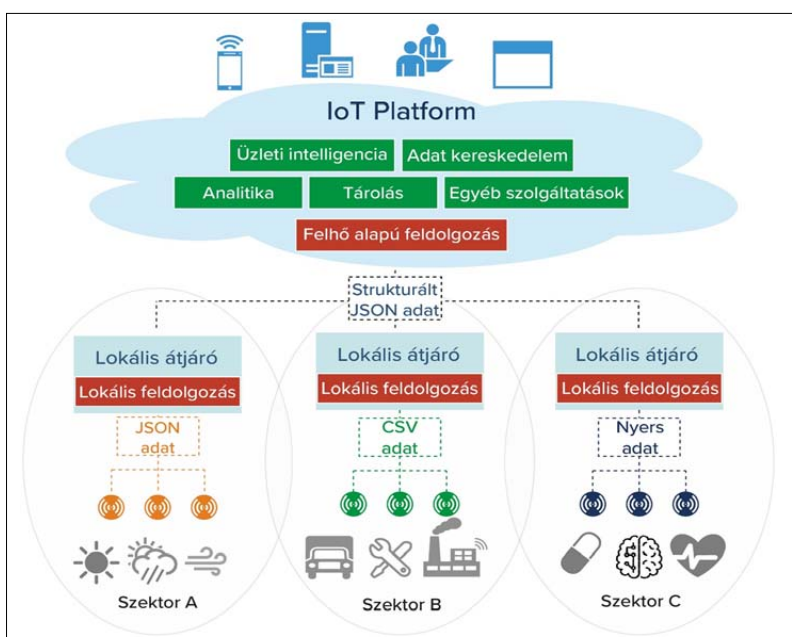 IoT Platform
Üzleti intelligencia
Adat kereskedelem
Analitika
Tárolás
Egyéb szolgáltatások
Felhő alapú feldolgozás
Strukturált
JSON adat
Lokális átjáró
Lokális feldolgozás
JSON
adat
Szektor A
Lokális átjáró
Lokális feldolgozás
CSV
adat
Szektor B
Lokális átjáró
Lokális feldolgozás
Nyers
adat
Szektor C